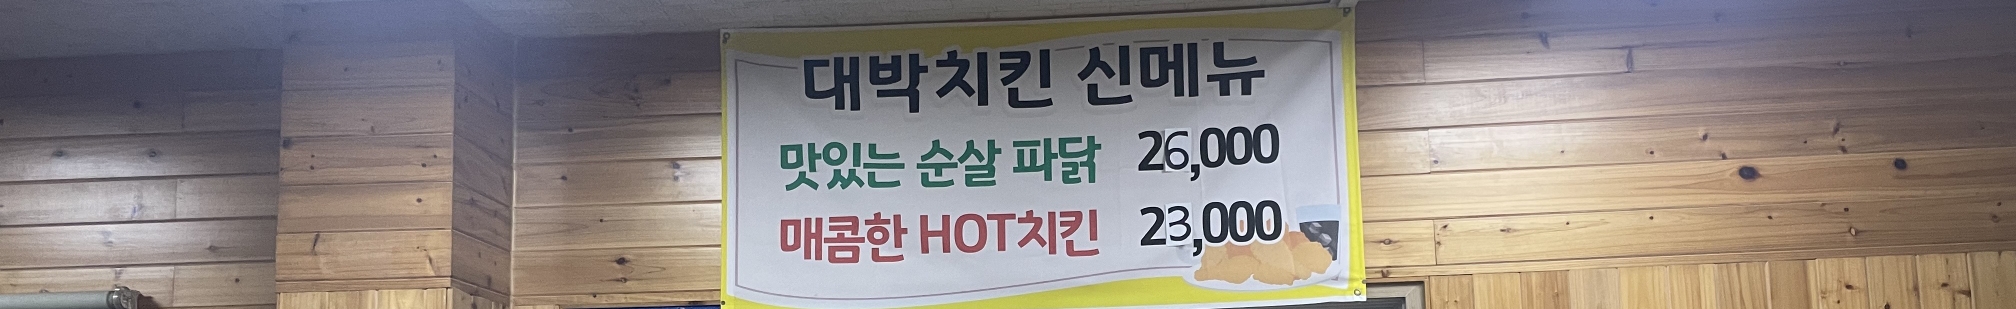 대박치킨 신메뉴
맛있는 순살 파닭 26,000
매콤한 HOT치킨 23,000